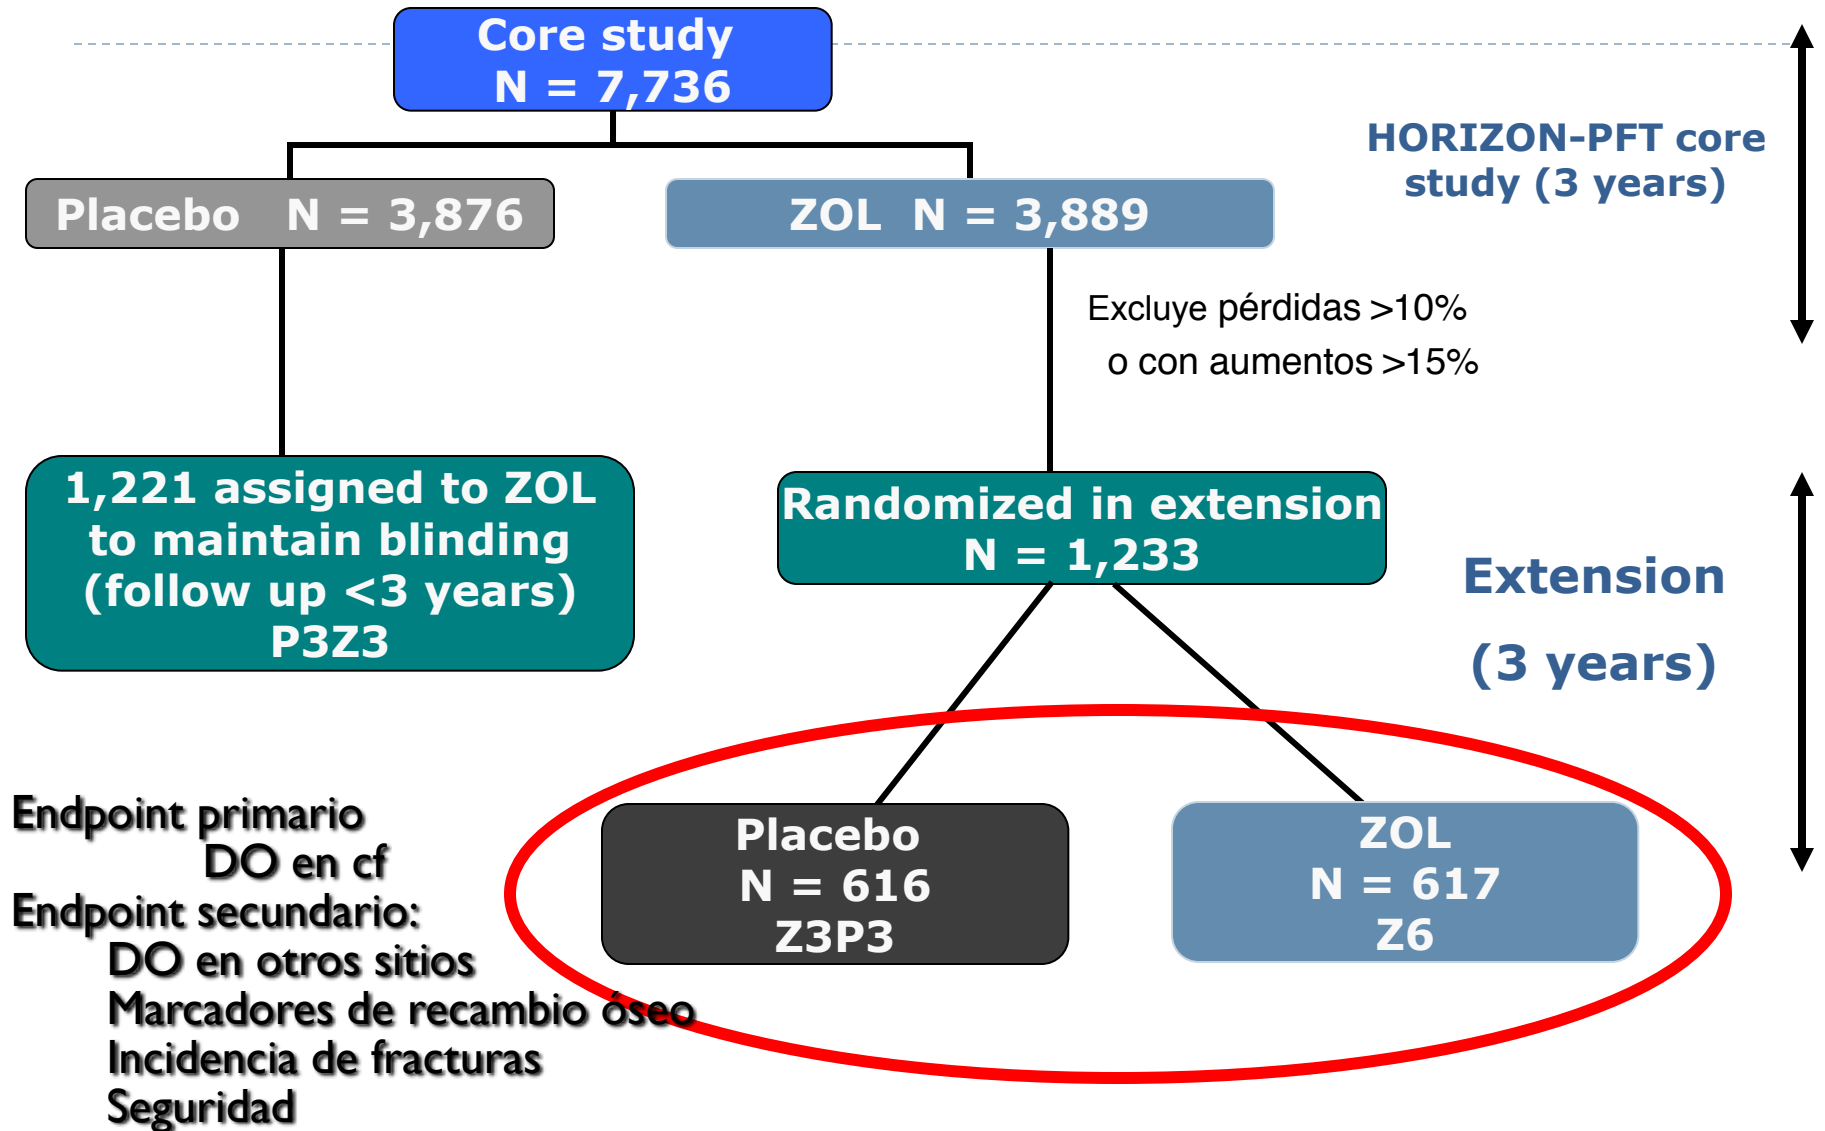 Core study
N = 7,736
HORIZON-PFT core
study (3 years)
Placebo N = 3,876
ZOL N = 3,889
Excluye pérdidas >10%
o con aumentos >15%
1,221 assigned to ZOL
to maintain blinding
(follow up <3 years)
P3Z3
Randomized in extension
N = 1,233
Extension
(3 years)
Placebo
N = 616
Z3P3
ZOL
N = 617
Z6
Endpoint primario
DO en cf
Endpoint secundario:
DO en otros sitios
Marcadores de recambio óseo
Incidencia de fracturas
Seguridad